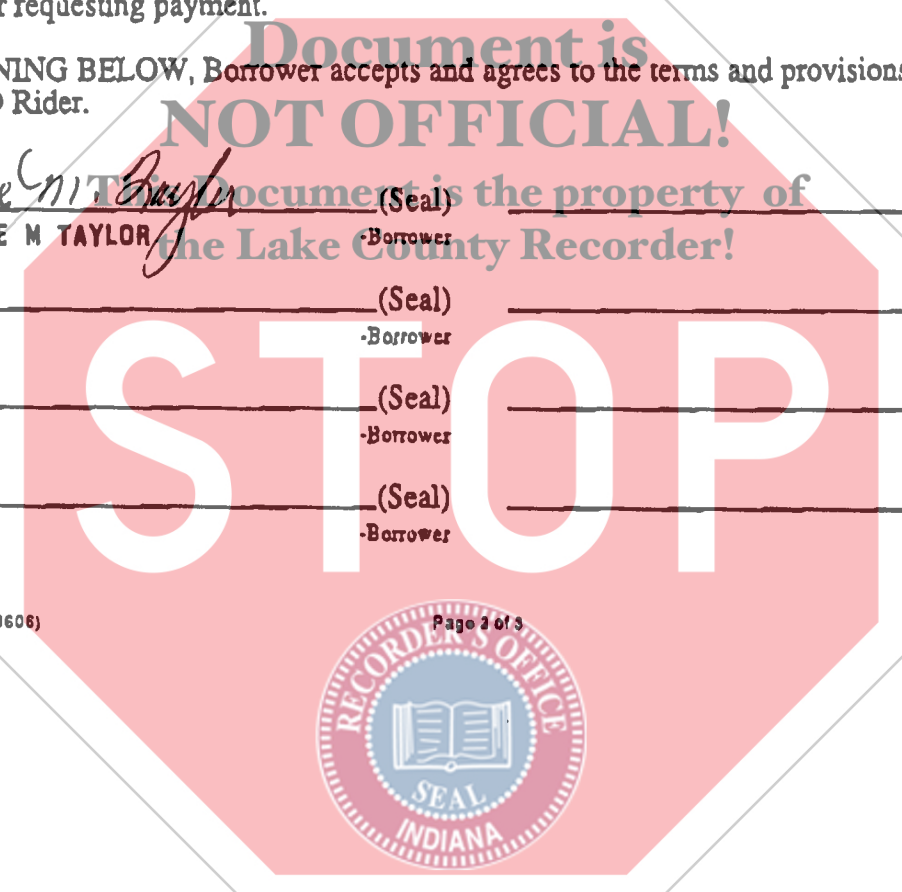 r requesting payment.
Document is
NING BELOW, Borrower accepts and agrees to the terms and provisions
Rider.
NOT OFFICIAL!
This Document is the property of
(Seal)
E M TAYLOR
-Borrower
the Lake County Recorder!
(Seal)
-Borrower
(Seal)
-Borrower
(Seal)
-Borrower
STOP
0606)
Page 3 of 3
RECORDER'S OFFICE
SEAL
INDIANA